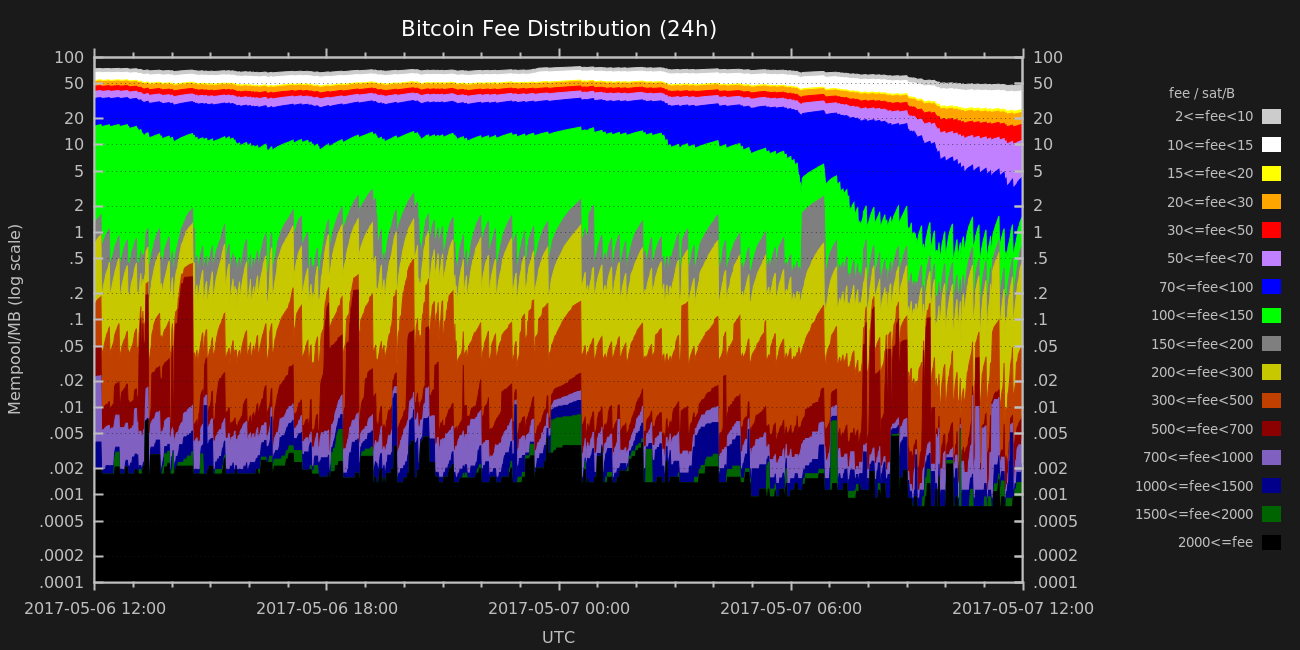 Bitcoin Fee Distribution (24h)
Mempool/MB (log scale)
100
50
20
10
5
2
1
.5
.2
.1
.05
.02
.01
.005
.002
.001
.0005
.0002
.0001
100
50
20
10
5
2
1
.5
.2
.1
.05
.02
.01
.005
.002
.001
.0005
.0002
.0001
fee / sat/B
2<=fee<10
10<=fee<15
15<=fee<20
20<=fee<30
30<=fee<50
50<=fee<70
70<=fee<100
100<=fee<150
150<=fee<200
200<=fee<300
300<=fee<500
500<=fee<700
700<=fee<1000
1000<=fee<1500
1500<=fee<2000
2000<=fee
2017-05-06 12:00 2017-05-06 18:00 2017-05-07 00:00 2017-05-07 06:00 2017-05-07 12:00
UTC